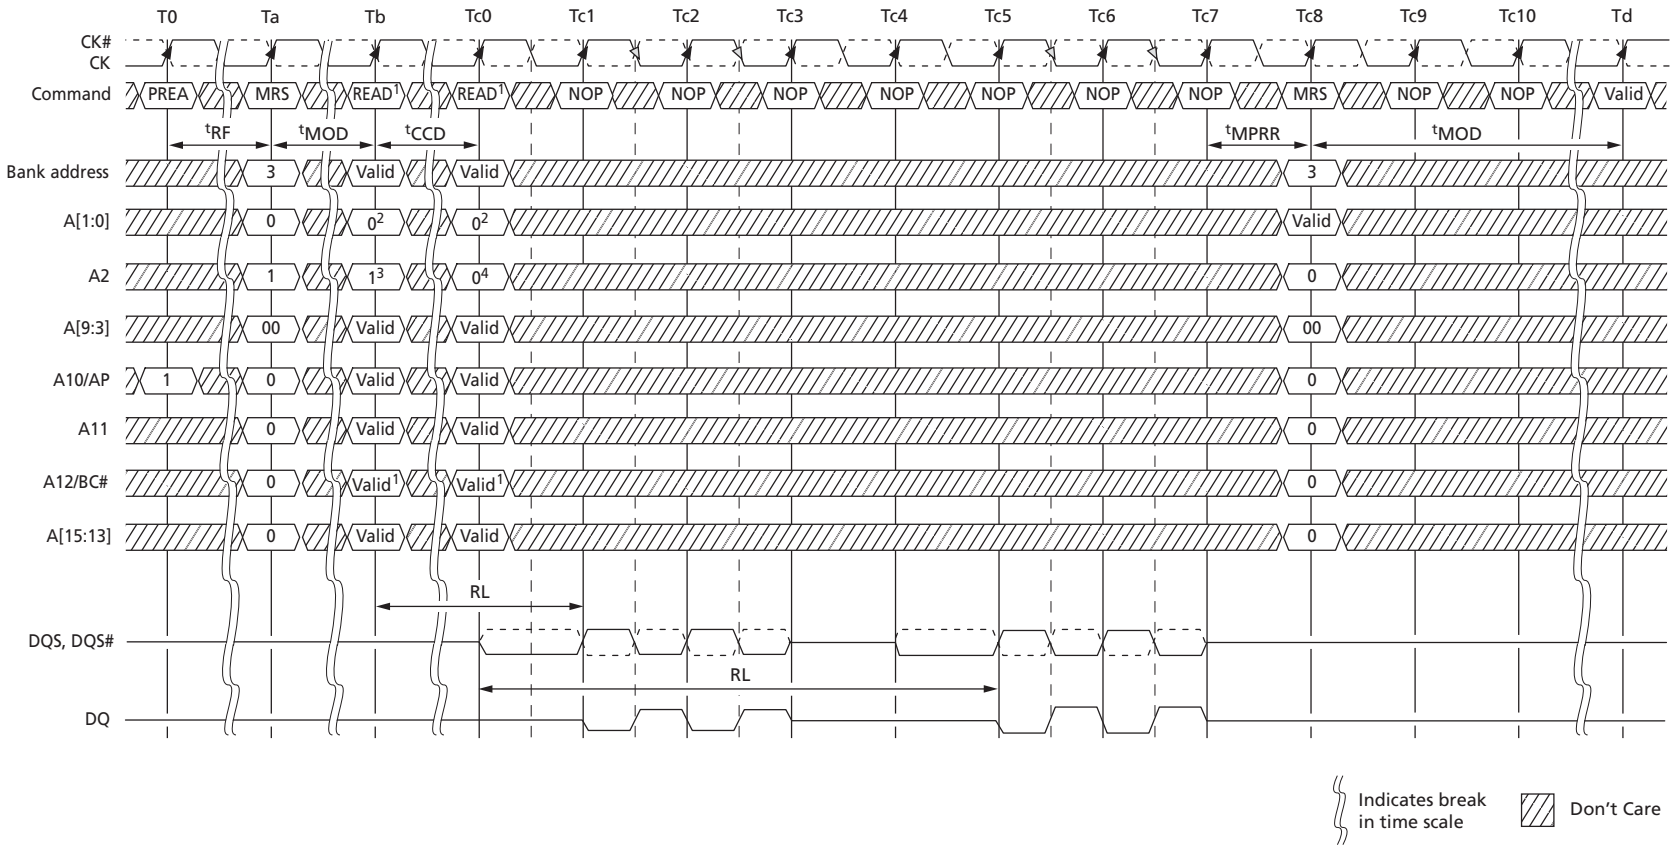 T0 Ta Tb Tc0 Tc1 Tc2 Tc3 Tc4 Tc5 Tc6 Tc7 Tc8 Tc9 Tc10 Td
CK#
CK
Command PREA MRS READ¹ READ¹ NOP NOP NOP NOP NOP NOP NOP MRS NOP NOP Valid
tRF tMOD tCCD tMPRR tMOD
Bank address 3 Valid Valid 3
A[1:0] 0 0² 0² Valid
A2 1 1³ 0⁴ 0
A[9:3] 00 Valid Valid 00
A10/AP 1 0 Valid Valid 0
A11 0 Valid Valid 0
A12/BC# 0 Valid¹ Valid¹ 0
A[15:13] 0 Valid Valid 0
RL
DQS, DQS#
RL
DQ
Indicates break
in time scale
Don't Care